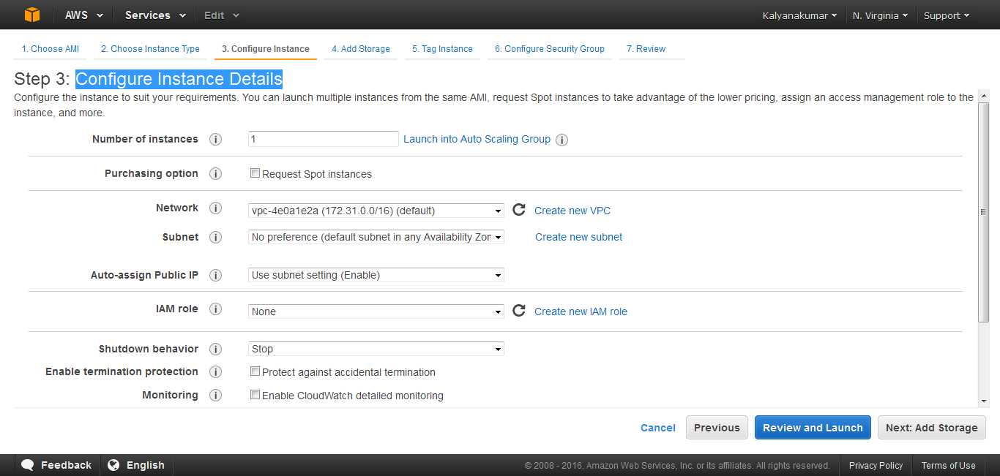 AWS Services Edit Kalyanakumar N. Virginia Support
1. Choose AMI 2. Choose Instance Type 3. Configure Instance 4. Add Storage 5. Tag Instance 6. Configure Security Group 7. Review
Step 3: Configure Instance Details
Configure the instance to suit your requirements. You can launch multiple instances from the same AMI, request Spot instances to take advantage of the lower pricing, assign an access management role to the
instance, and more.
Number of instances i 1 Launch into Auto Scaling Group i
Purchasing option i Request Spot instances
Network i vpc-4e0a1e2a (172.31.0.0/16) (default) Create new VPC
Subnet i No preference (default subnet in any Availability Zon Create new subnet
Auto-assign Public IP i Use subnet setting (Enable)
IAM role i None Create new IAM role
Shutdown behavior i Stop
Enable termination protection i Protect against accidental termination
Monitoring i Enable CloudWatch detailed monitoring
Cancel Previous Review and Launch Next: Add Storage
Feedback English © 2008 - 2016, Amazon Web Services, Inc. or its affiliates. All rights reserved. Privacy Policy Terms of Use